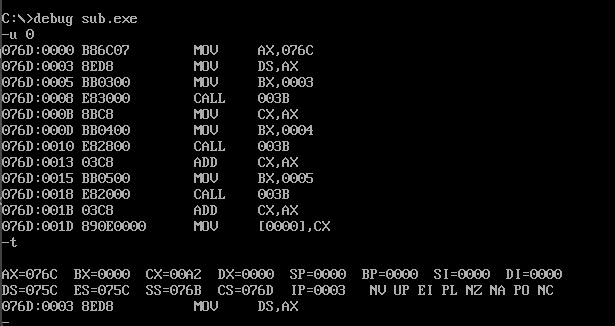 C:\>debug sub.exe
-u 0
076D:0000 B86C07        MOV     AX,076C
076D:0003 8ED8          MOV     DS,AX
076D:0005 BB0300        MOV     BX,0003
076D:0008 E83000        CALL    003B
076D:000B 8BC8          MOV     CX,AX
076D:000D BB0400        MOV     BX,0004
076D:0010 E82800        CALL    003B
076D:0013 03C8          ADD     CX,AX
076D:0015 BB0500        MOV     BX,0005
076D:0018 E82000        CALL    003B
076D:001B 03C8          ADD     CX,AX
076D:001D 890E0000      MOV     [0000],CX
-t
AX=076C  BX=0000  CX=00A2  DX=0000  SP=0000  BP=0000  SI=0000  DI=0000
DS=075C  ES=075C  SS=076B  CS=076D  IP=0003   NV UP EI PL NZ NA PO NC
076D:0003 8ED8          MOV     DS,AX
-